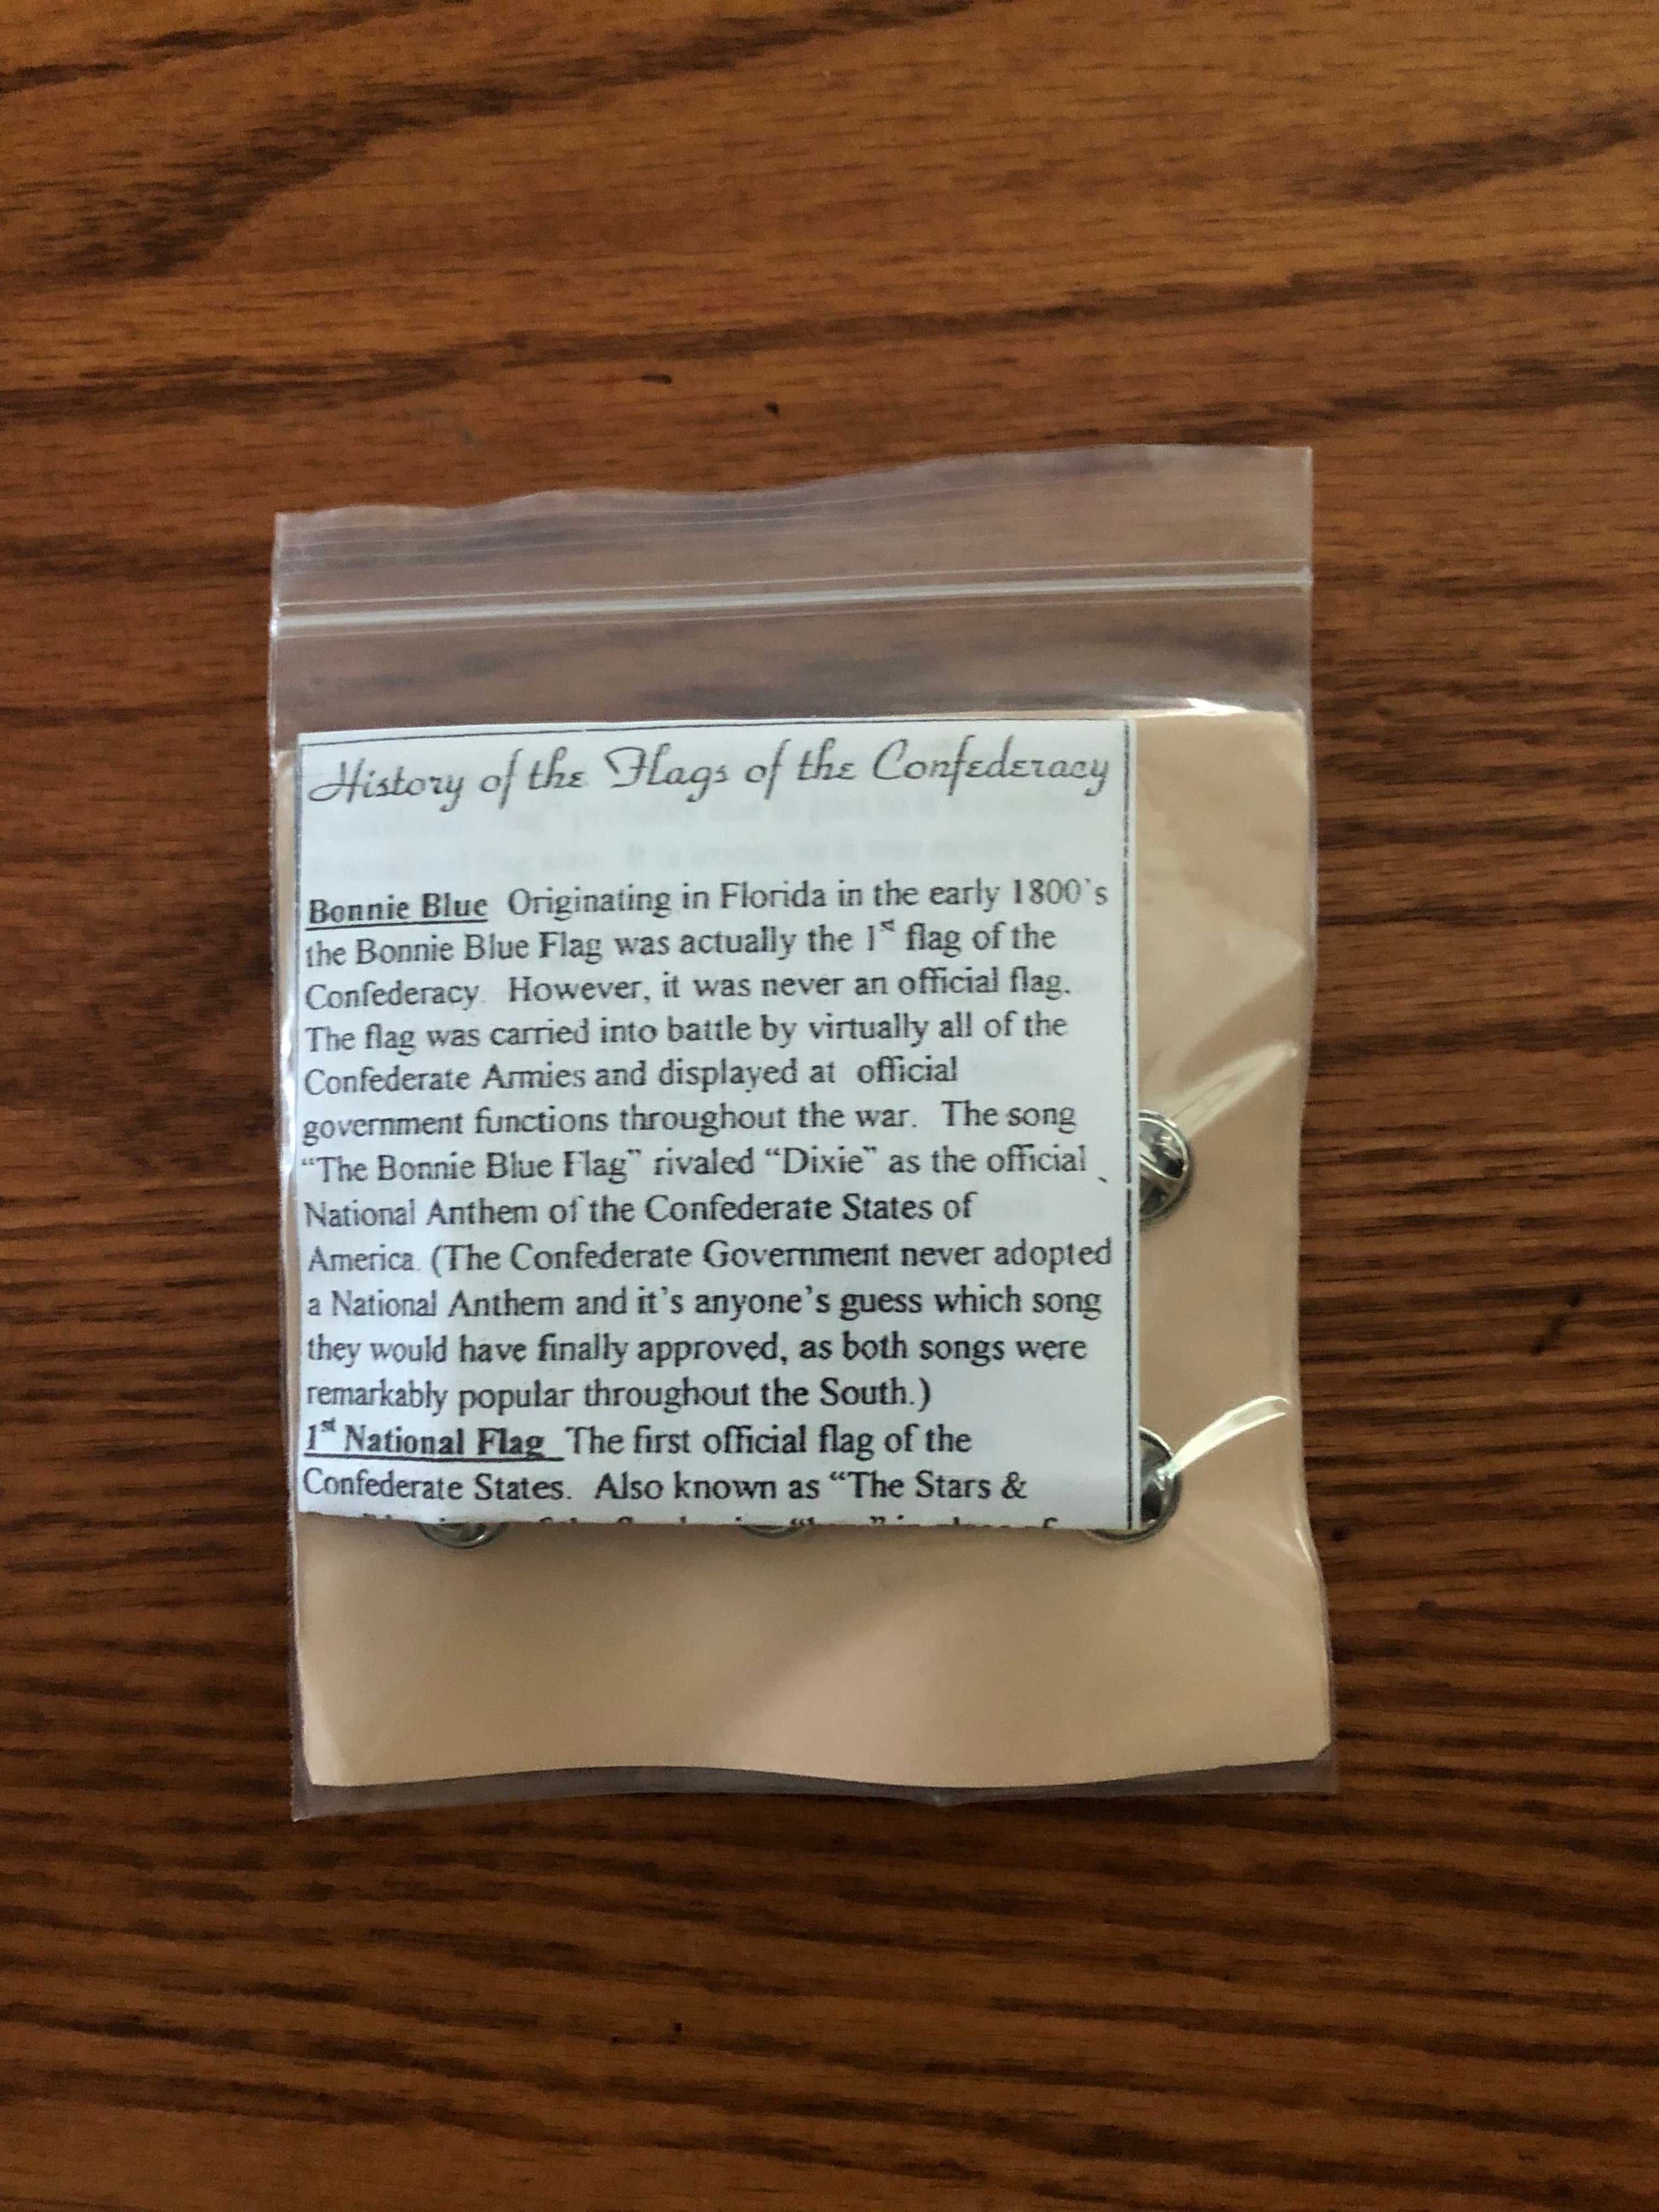 History of the Flags of the Confederacy
Bonnie Blue Originating in Florida in the early 1800's
the Bonnie Blue Flag was actually the 1st flag of the
Confederacy. However, it was never an official flag.
The flag was carried into battle by virtually all of the
Confederate Armies and displayed at official
government functions throughout the war. The song
“The Bonnie Blue Flag” rivaled “Dixie” as the official
National Anthem of the Confederate States of
America. (The Confederate Government never adopted
a National Anthem and it's anyone's guess which song
they would have finally approved, as both songs were
remarkably popular throughout the South.)
1st National Flag The first official flag of the
Confederate States. Also known as “The Stars &